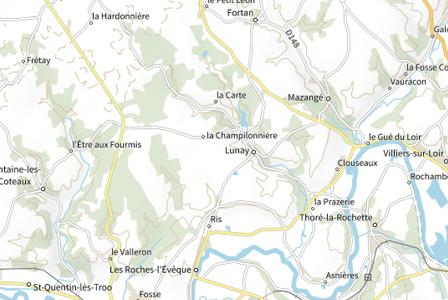 le Petit Leon
Fortan
la Hardonnière
D148
Frétay
la Fosse Co
Vauracon
la Carte
Mazangé
la Champilonnière
le Gué du Loir
l'Être aux Fourmis
Lunay
Villiers-sur-Loir
Clouseaux
ntaine-les-
Coteaux
Rochamb
la Prazerie
Thoré-la-Rochette
Ris
le Valleron
Les Roches-l'Évêque
Asnières
St-Quentin-lès-Troo
Fosse